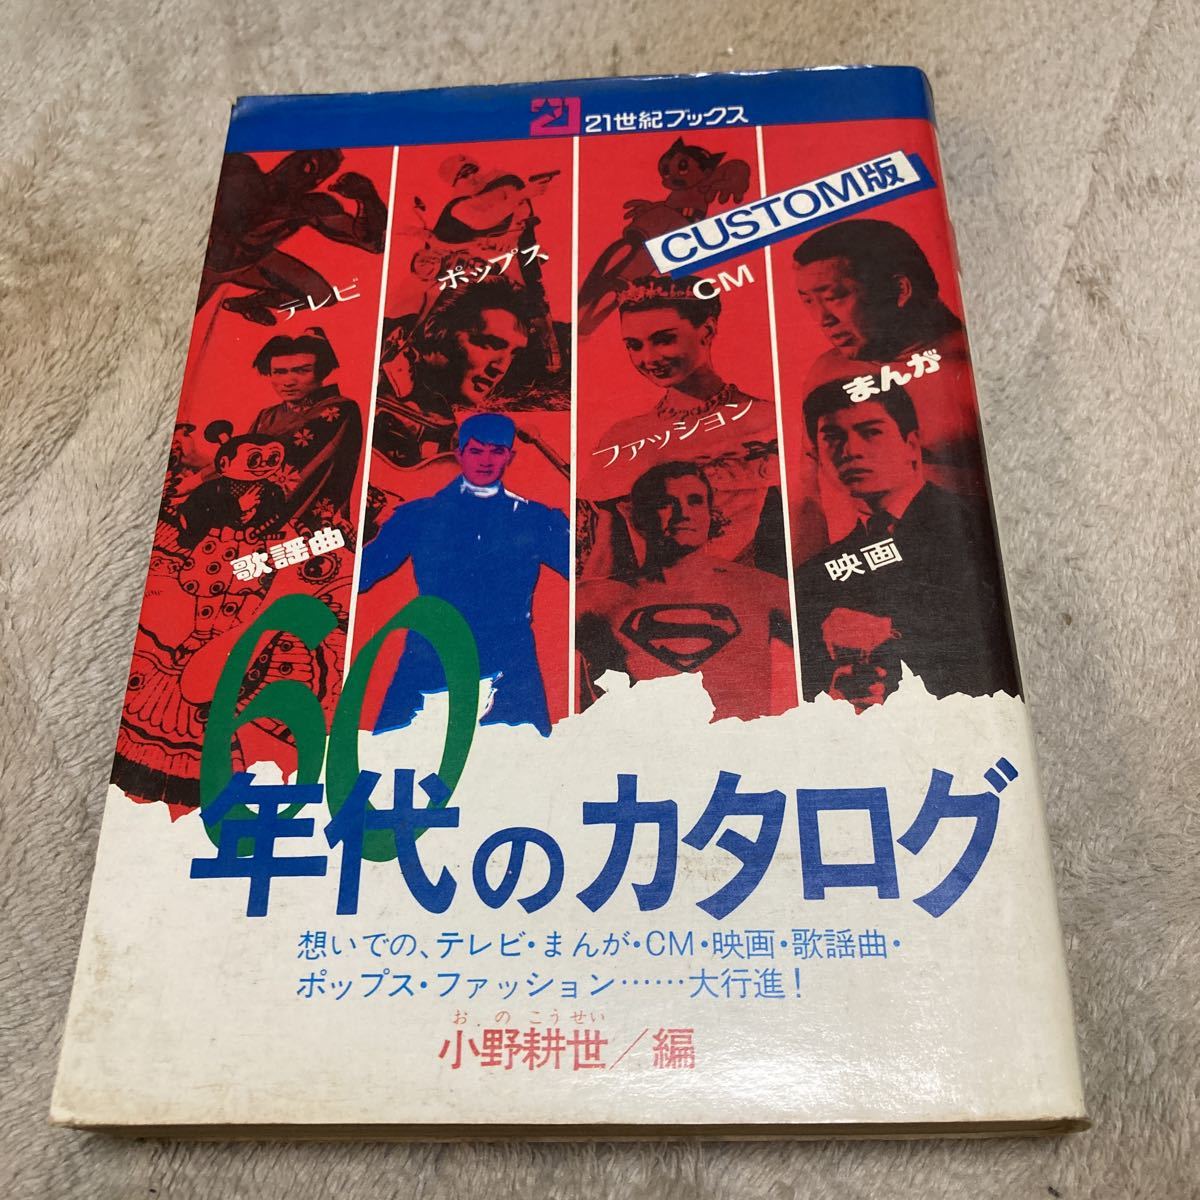 21 21世紀ブックス
CUSTOM版
テレビ
ポップス
CM
まんが
ファッション
歌謡曲
映画
60
年代のカタログ
想いでの、テレビ・まんが・CM・映画・歌謡曲・
ポップス・ファッション……大行進！
お の こう せい
小野耕世／編